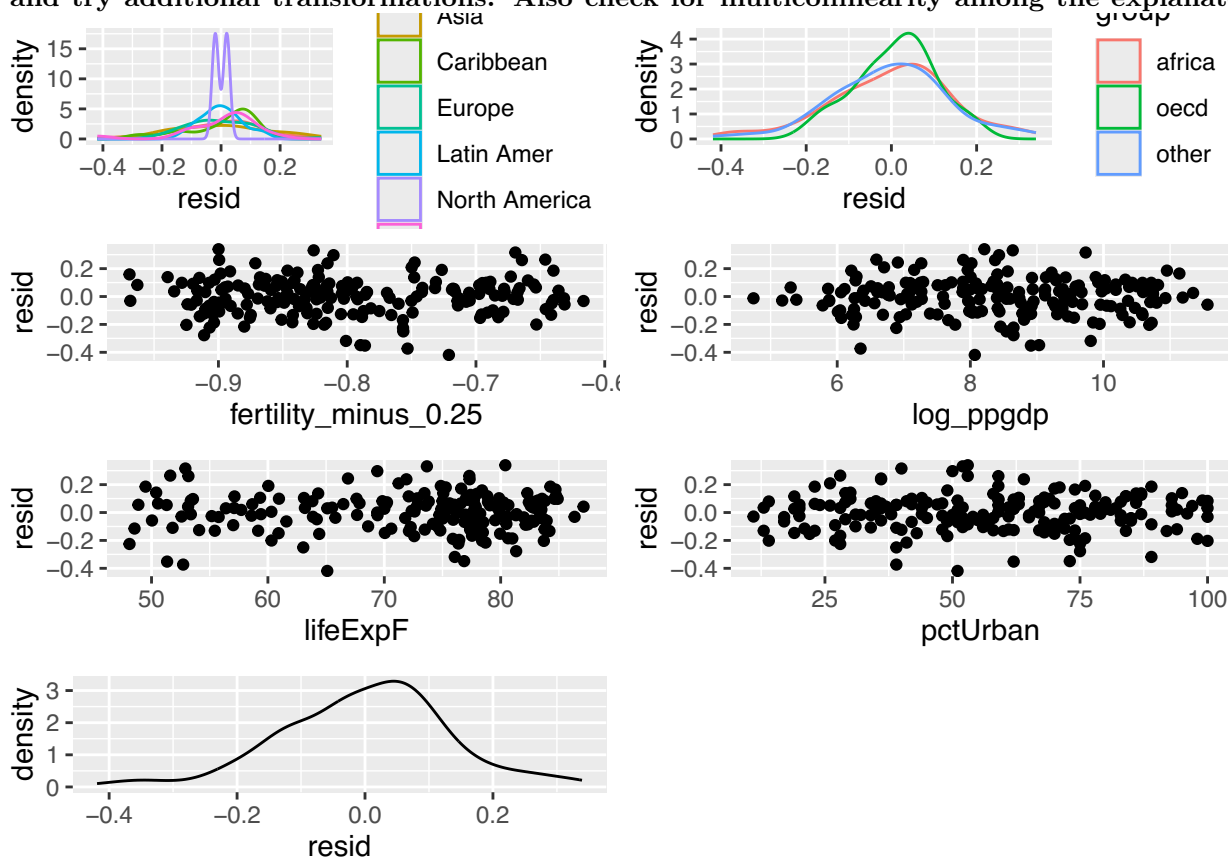 and try additional transformations. Also check for multicollinearity among the explanat
Asia
Caribbean
Europe
Latin Amer
North America
density
15
10
5
0
−0.4 −0.2 0.0 0.2
resid
group
africa
oecd
other
density
4
3
2
1
0
−0.4 −0.2 0.0 0.2
resid
resid
0.2
0.0
−0.2
−0.4
−0.9 −0.8 −0.7 −0.6
fertility_minus_0.25
resid
0.2
0.0
−0.2
−0.4
6 8 10
log_ppgdp
resid
0.2
0.0
−0.2
−0.4
50 60 70 80
lifeExpF
resid
0.2
0.0
−0.2
−0.4
25 50 75 100
pctUrban
density
3
2
1
0
−0.4 −0.2 0.0 0.2
resid